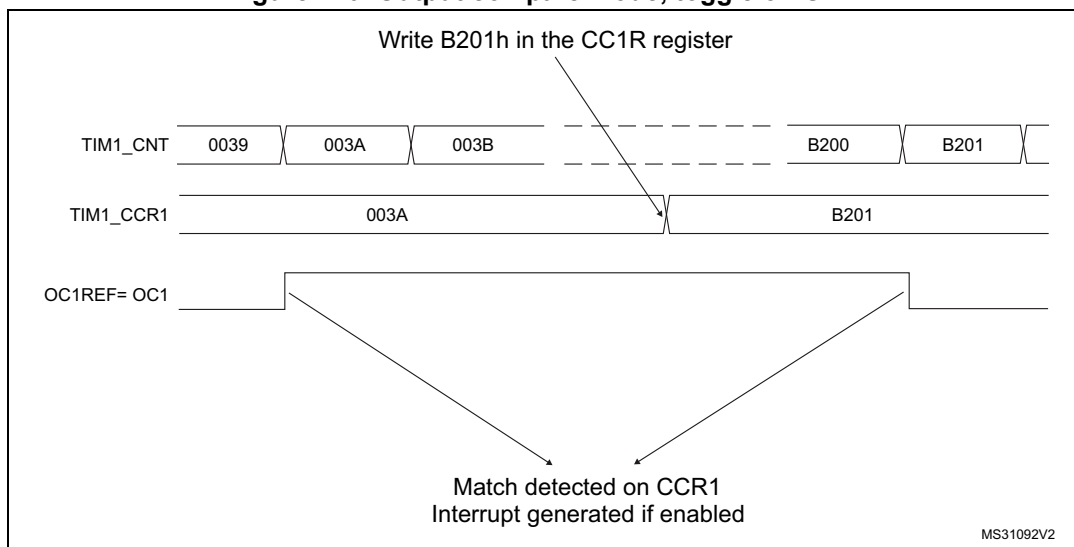 Write B201h in the CC1R register
TIM1_CNT 0039 003A 003B B200 B201
TIM1_CCR1 003A B201
OC1REF= OC1
Match detected on CCR1
Interrupt generated if enabled
MS31092V2